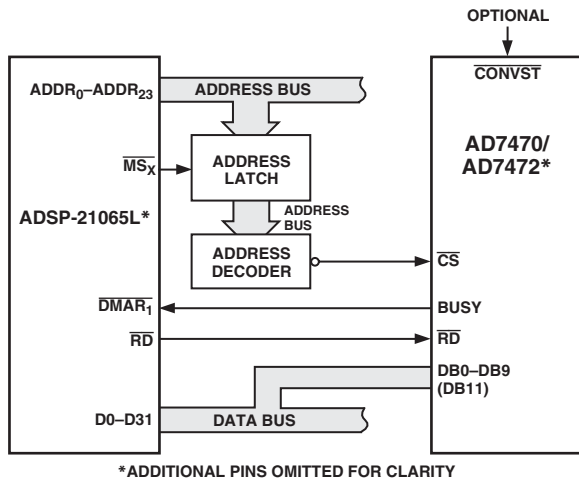 OPTIONAL
ADDR₀–ADDR₂₃
ADDRESS BUS
CONVST
AD7470/
AD7472*
MSₓ
ADDRESS
LATCH
ADSP-21065L*
ADDRESS
BUS
ADDRESS
DECODER
CS
DMAR₁
BUSY
RD
RD
DB0–DB9
(DB11)
D0–D31
DATA BUS
*ADDITIONAL PINS OMITTED FOR CLARITY